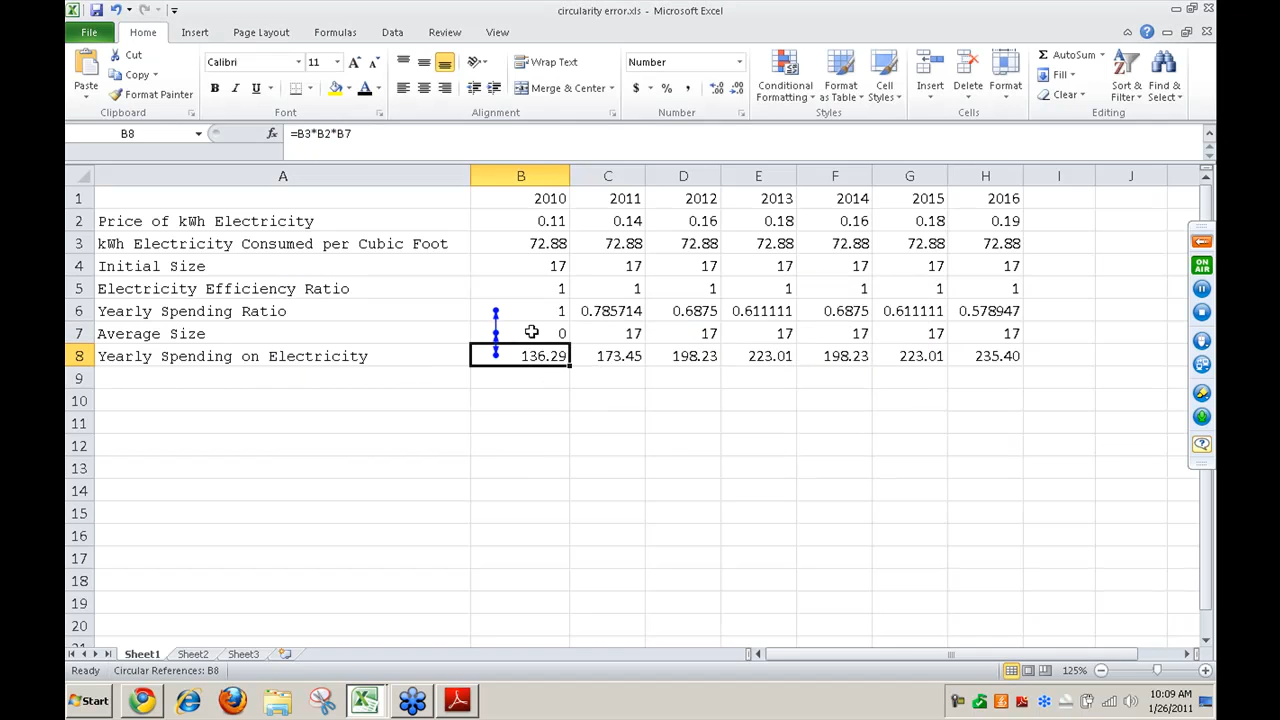 circularity error.xls - Microsoft Excel
File Home Insert Page Layout Formulas Data Review View
Paste
Cut
Copy
Format Painter
Clipboard
Calibri 11
Font
Wrap Text
Merge & Center
Alignment
Number
Number
Conditional Formatting
Format as Table
Cell Styles
Styles
Insert
Delete
Format
Cells
AutoSum
Fill
Clear
Sort & Filter
Find & Select
Editing
B8 fx =B3*B2*B7
A B C D E F G H I J
1 2010 2011 2012 2013 2014 2015 2016
2 Price of kWh Electricity 0.11 0.14 0.16 0.18 0.16 0.18 0.19
3 kWh Electricity Consumed per Cubic Foot 72.88 72.88 72.88 72.88 72.88 72.88 72.88
4 Initial Size 17 17 17 17 17 17 17
5 Electricity Efficiency Ratio 1 1 1 1 1 1 1
6 Yearly Spending Ratio 1 0.785714 0.6875 0.611111 0.6875 0.611111 0.578947
7 Average Size 0 17 17 17 17 17 17
8 Yearly Spending on Electricity 136.29 173.45 198.23 223.01 198.23 223.01 235.40
9
10
11
12
13
14
15
16
17
18
19
20
21
ON AIR
Sheet1 Sheet2 Sheet3
Ready Circular References: B8 125%
Start 10:09 AM
1/26/2011